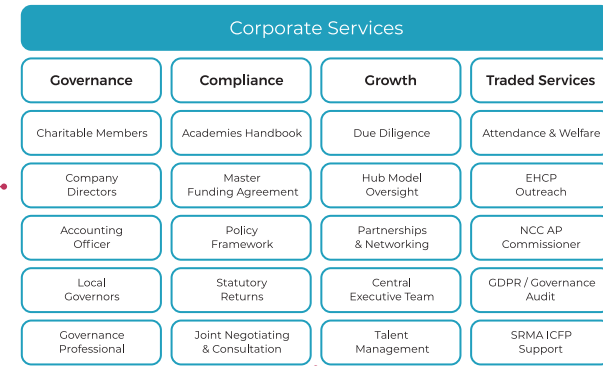 Corporate Services
Governance
Compliance
Growth
Traded Services
Charitable Members
Academies Handbook
Due Diligence
Attendance & Welfare
Company
Directors
Master
Funding Agreement
Hub Model
Oversight
EHCP
Outreach
Accounting
Officer
Policy
Framework
Partnerships
& Networking
NCC AP
Commissioner
Local
Governors
Statutory
Returns
Central
Executive Team
GDPR / Governance
Audit
Governance
Professional
Joint Negotiating
& Consultation
Talent
Management
SRMA ICFP
Support